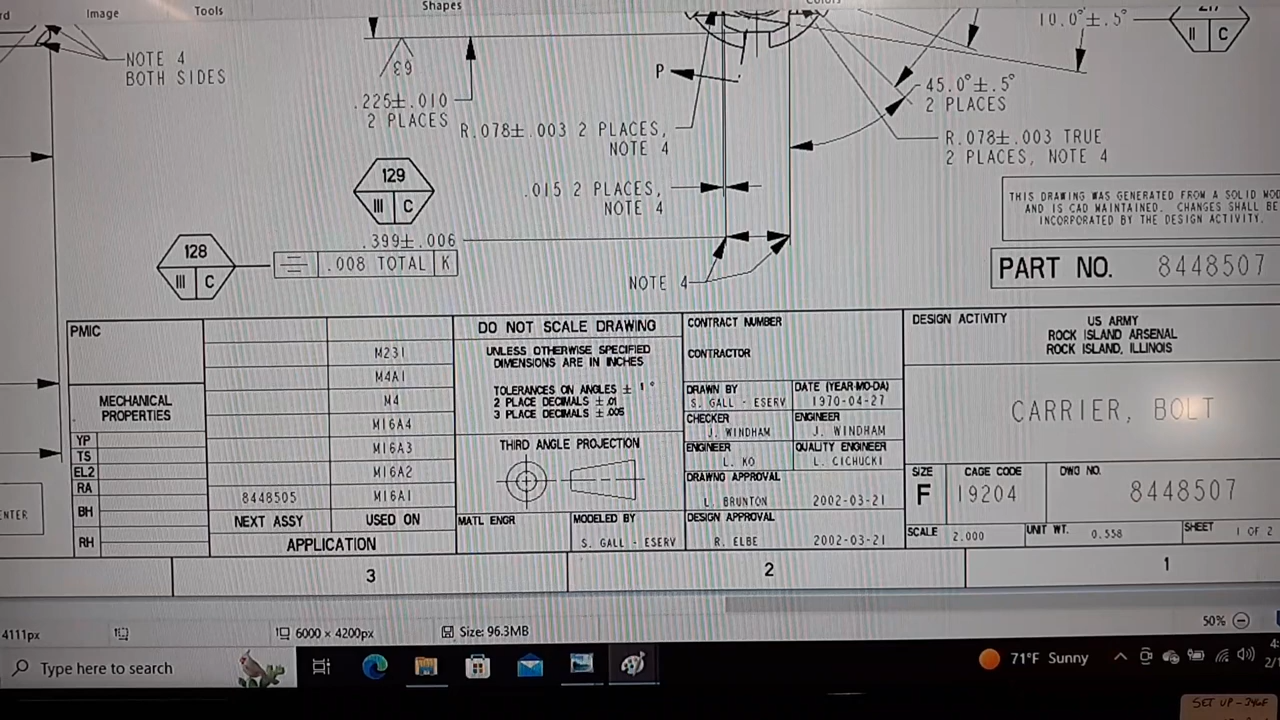 Image
Tools
Shapes
Colors
NOTE 4
BOTH SIDES
63
.225±.010
2 PLACES
P
R.078±.003 2 PLACES,
NOTE 4
.015 2 PLACES,
NOTE 4
10.0°±.5°
II C
45.0°±.5°
2 PLACES
R.078±.003 TRUE
2 PLACES, NOTE 4
129
III C
.399±.006
128
III C
.008 TOTAL K
NOTE 4
THIS DRAWING WAS GENERATED FROM A SOLID MOD
AND IS CAD MAINTAINED. CHANGES SHALL BE
INCORPORATED BY THE DESIGN ACTIVITY.
PART NO. 8448507
PMIC
MECHANICAL
PROPERTIES
YP
TS
EL2
RA
BH
RH
M231
M4A1
M4
M16A4
M16A3
M16A2
8448505 M16A1
NEXT ASSY USED ON
APPLICATION
DO NOT SCALE DRAWING
UNLESS OTHERWISE SPECIFIED
DIMENSIONS ARE IN INCHES
TOLERANCES ON ANGLES ± 1°
2 PLACE DECIMALS ± .01
3 PLACE DECIMALS ± .005
THIRD ANGLE PROJECTION
MATL ENGR
MODELED BY
S. GALL - ESERV
CONTRACT NUMBER
CONTRACTOR
DRAWN BY
S. GALL - ESERV
DATE (YEAR-MO-DA)
1970-04-27
CHECKER
J. WINDHAM
ENGINEER
J. WINDHAM
ENGINEER
L. KO
QUALITY ENGINEER
L. CICHUCKI
DRAWNG APPROVAL
L. BRUNTON 2002-03-21
DESIGN APPROVAL
R. ELBE 2002-03-21
DESIGN ACTIVITY
US ARMY
ROCK ISLAND ARSENAL
ROCK ISLAND, ILLINOIS
CARRIER, BOLT
SIZE
F
CAGE CODE
19204
DWG NO.
8448507
SCALE 2.000
UNIT WT. 0.558
SHEET 1 OF 2
ENTER
3
2
1
4111px
6000 × 4200px
Size: 96.3MB
50%
Type here to search
71°F Sunny
SET UP -